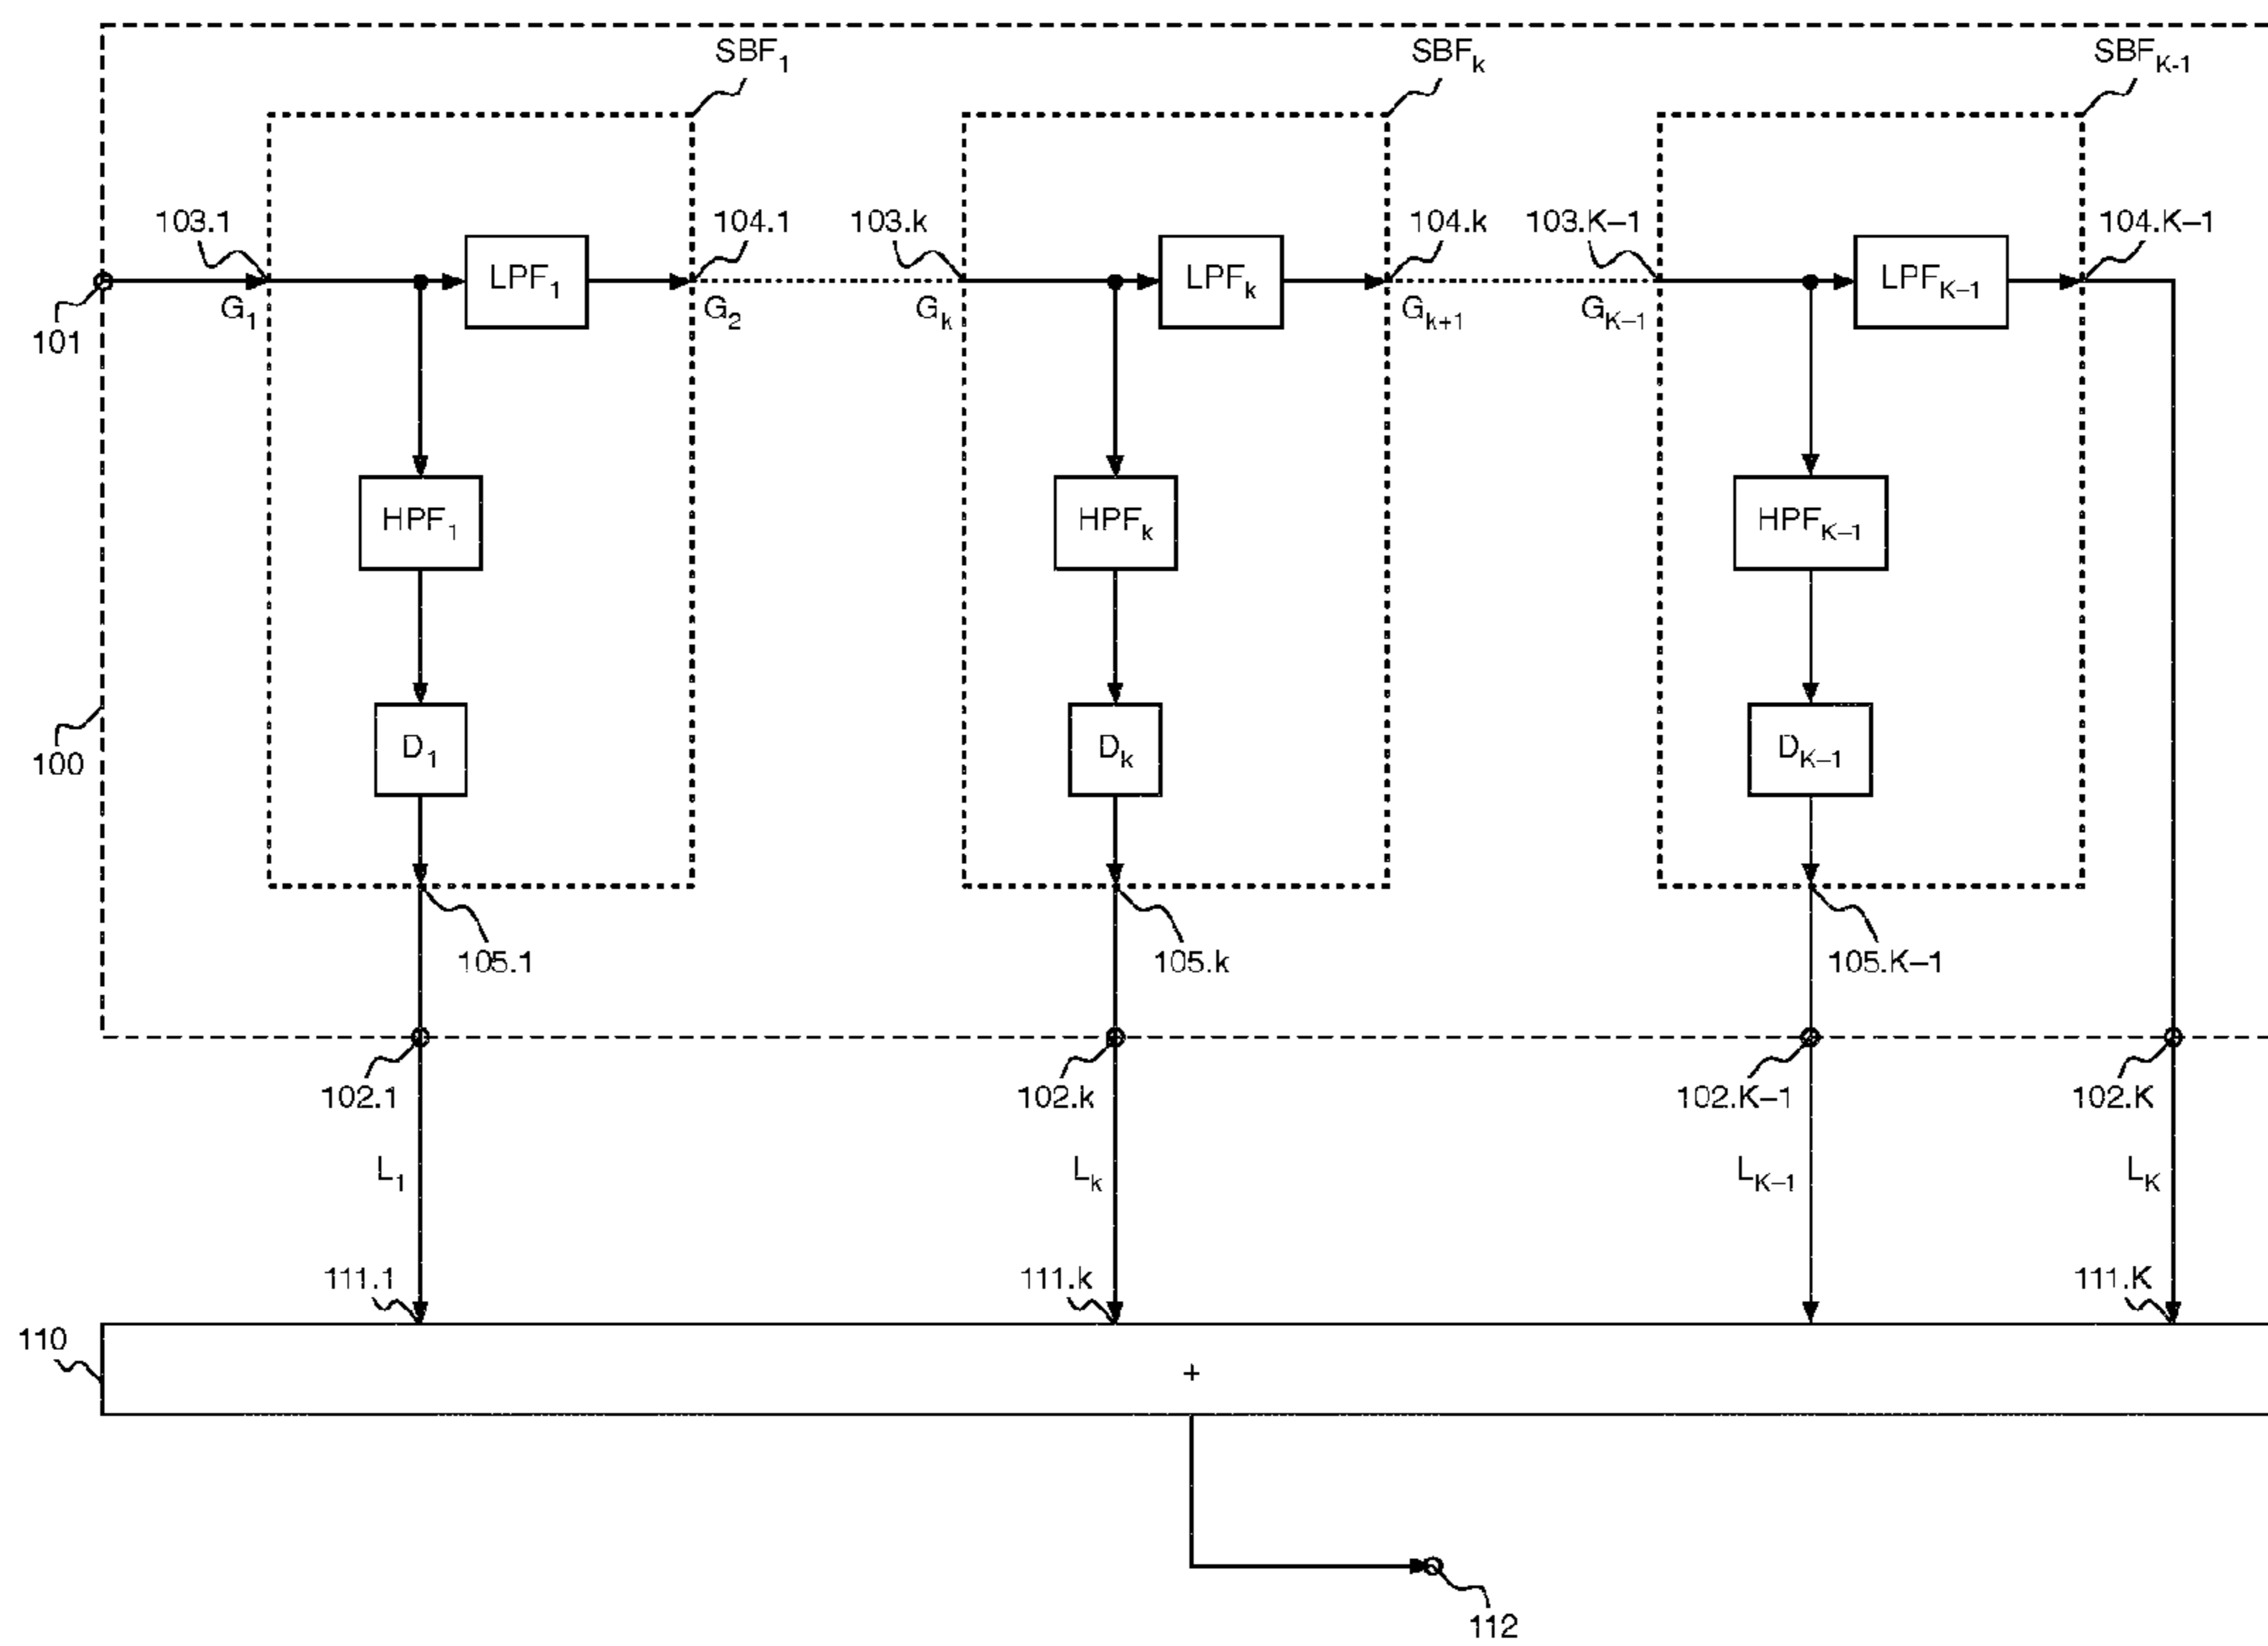 SBF1 SBFk SBFK-1
103.1 104.1 103.k 104.k 103.K–1 104.K–1
LPF1 LPFk LPFK–1
G1 G2 Gk Gk+1 GK–1
101
HPF1 HPFk HPFK–1
D1 Dk DK–1
100
105.1 105.k 105.K–1
102.1 102.k 102.K–1 102.K
L1 Lk LK–1 LK
111.1 111.k 111.K
110
+
112